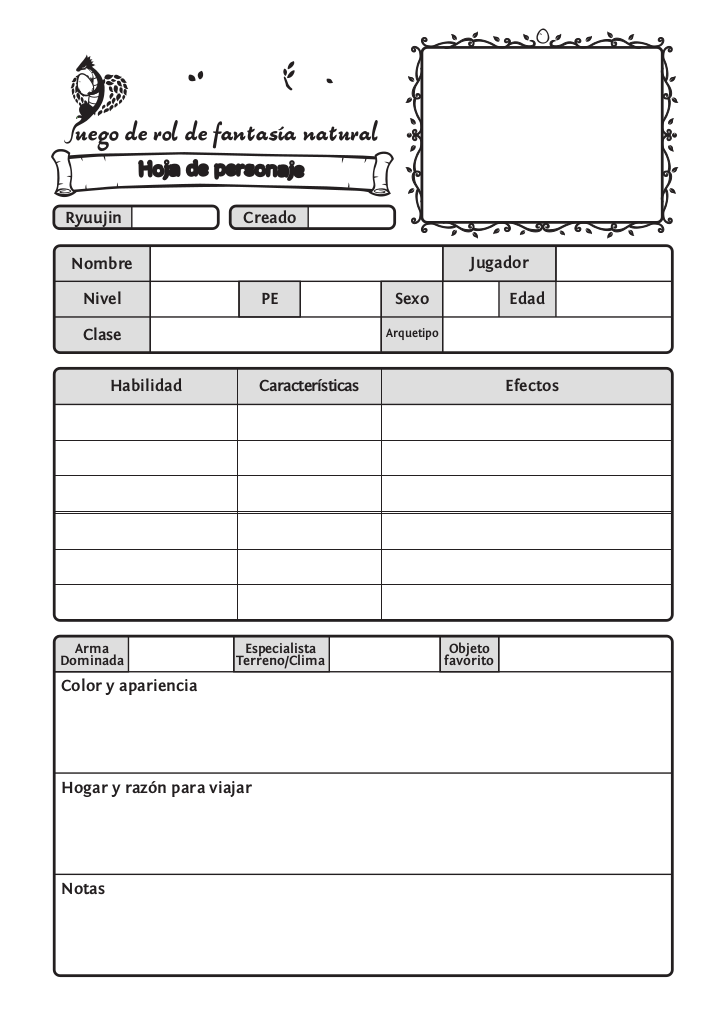 Juego de rol de fantasía natural
Hoja de personaje
Ryuujin Creado
Nombre Jugador
Nivel PE Sexo Edad
Clase Arquetipo
Habilidad Características Efectos
Arma Dominada Especialista Terreno/Clima Objeto favorito
Color y apariencia
Hogar y razón para viajar
Notas